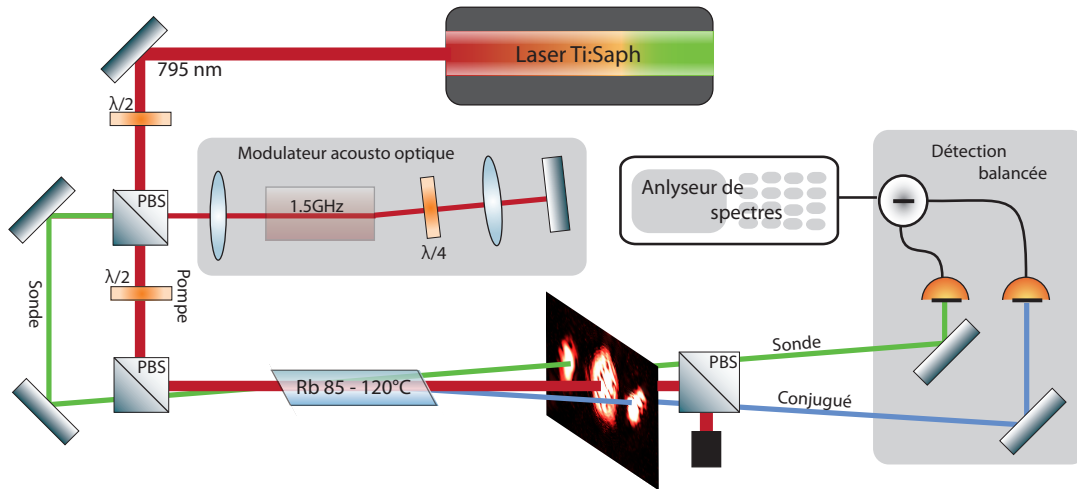 Laser Ti:Saph
795 nm
λ/2
Modulateur acousto optique
PBS
1.5GHz
λ/4
Détection
balancée
Anlyseur de
spectres
λ/2
Pompe
Sonde
PBS
Rb 85 - 120°C
Sonde
PBS
Conjugué